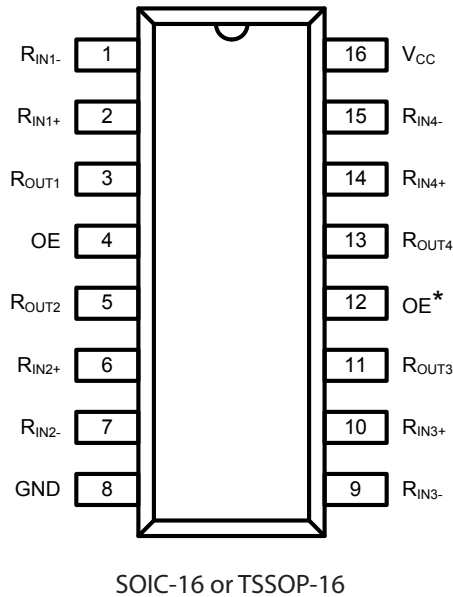 RIN1- 1 16 VCC
RIN1+ 2 15 RIN4-
ROUT1 3 14 RIN4+
OE 4 13 ROUT4
ROUT2 5 12 OE*
RIN2+ 6 11 ROUT3
RIN2- 7 10 RIN3+
GND 8 9 RIN3-
SOIC-16 or TSSOP-16